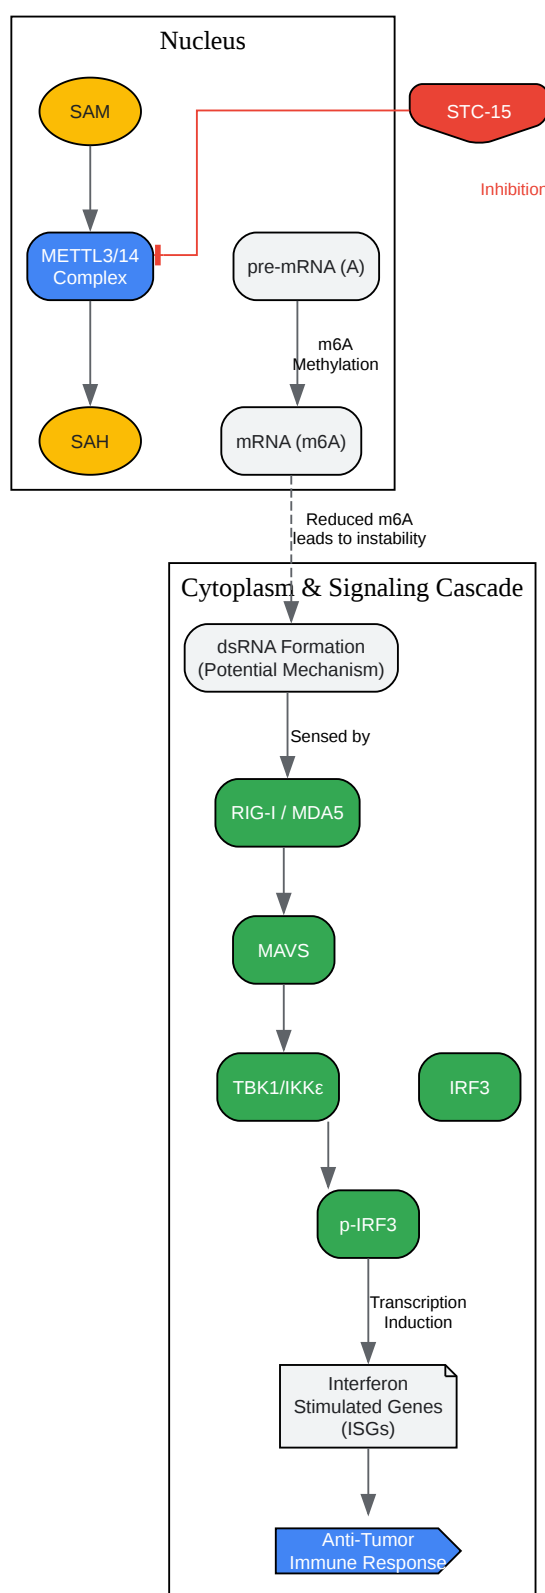 Nucleus
SAM
STC-15
Inhibition
METTL3/14
Complex
pre-mRNA (A)
m6A
Methylation
SAH
mRNA (m6A)
Reduced m6A
leads to instability
Cytoplasm & Signaling Cascade
dsRNA Formation
(Potential Mechanism)
Sensed by
RIG-I / MDA5
MAVS
TBK1/IKKε
IRF3
p-IRF3
Transcription
Induction
Interferon
Stimulated Genes
(ISGs)
Anti-Tumor
Immune Response